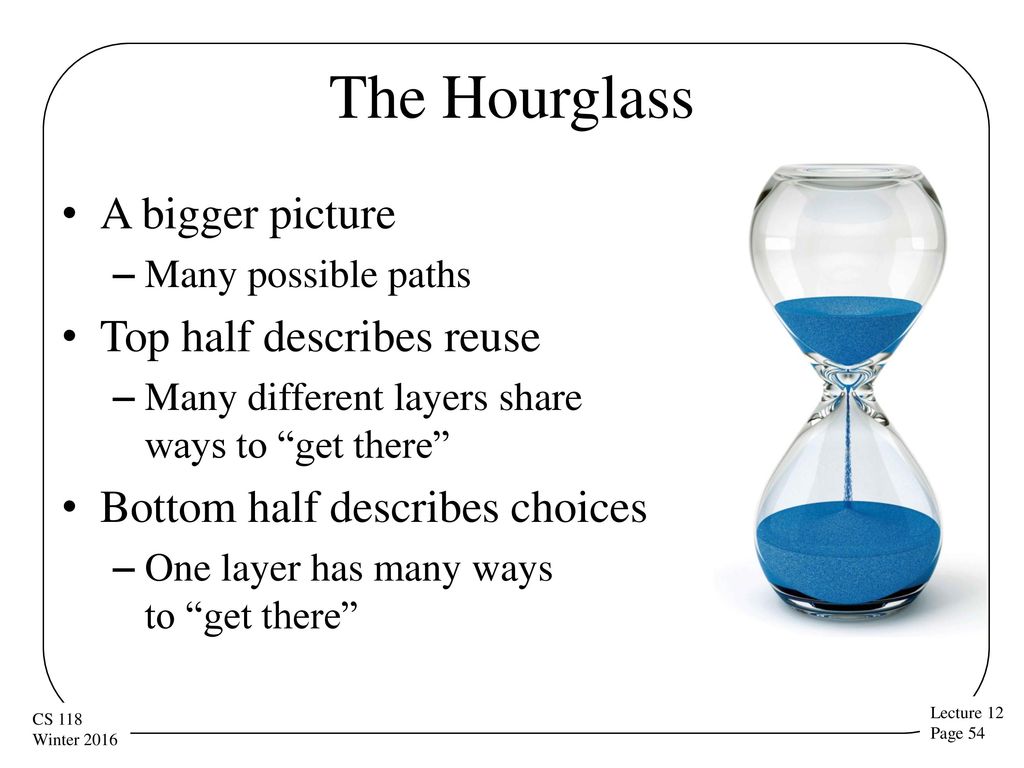 The Hourglass
• A bigger picture
– Many possible paths
• Top half describes reuse
– Many different layers share
ways to “get there”
• Bottom half describes choices
– One layer has many ways
to “get there”
CS 118
Winter 2016
Lecture 12
Page 54